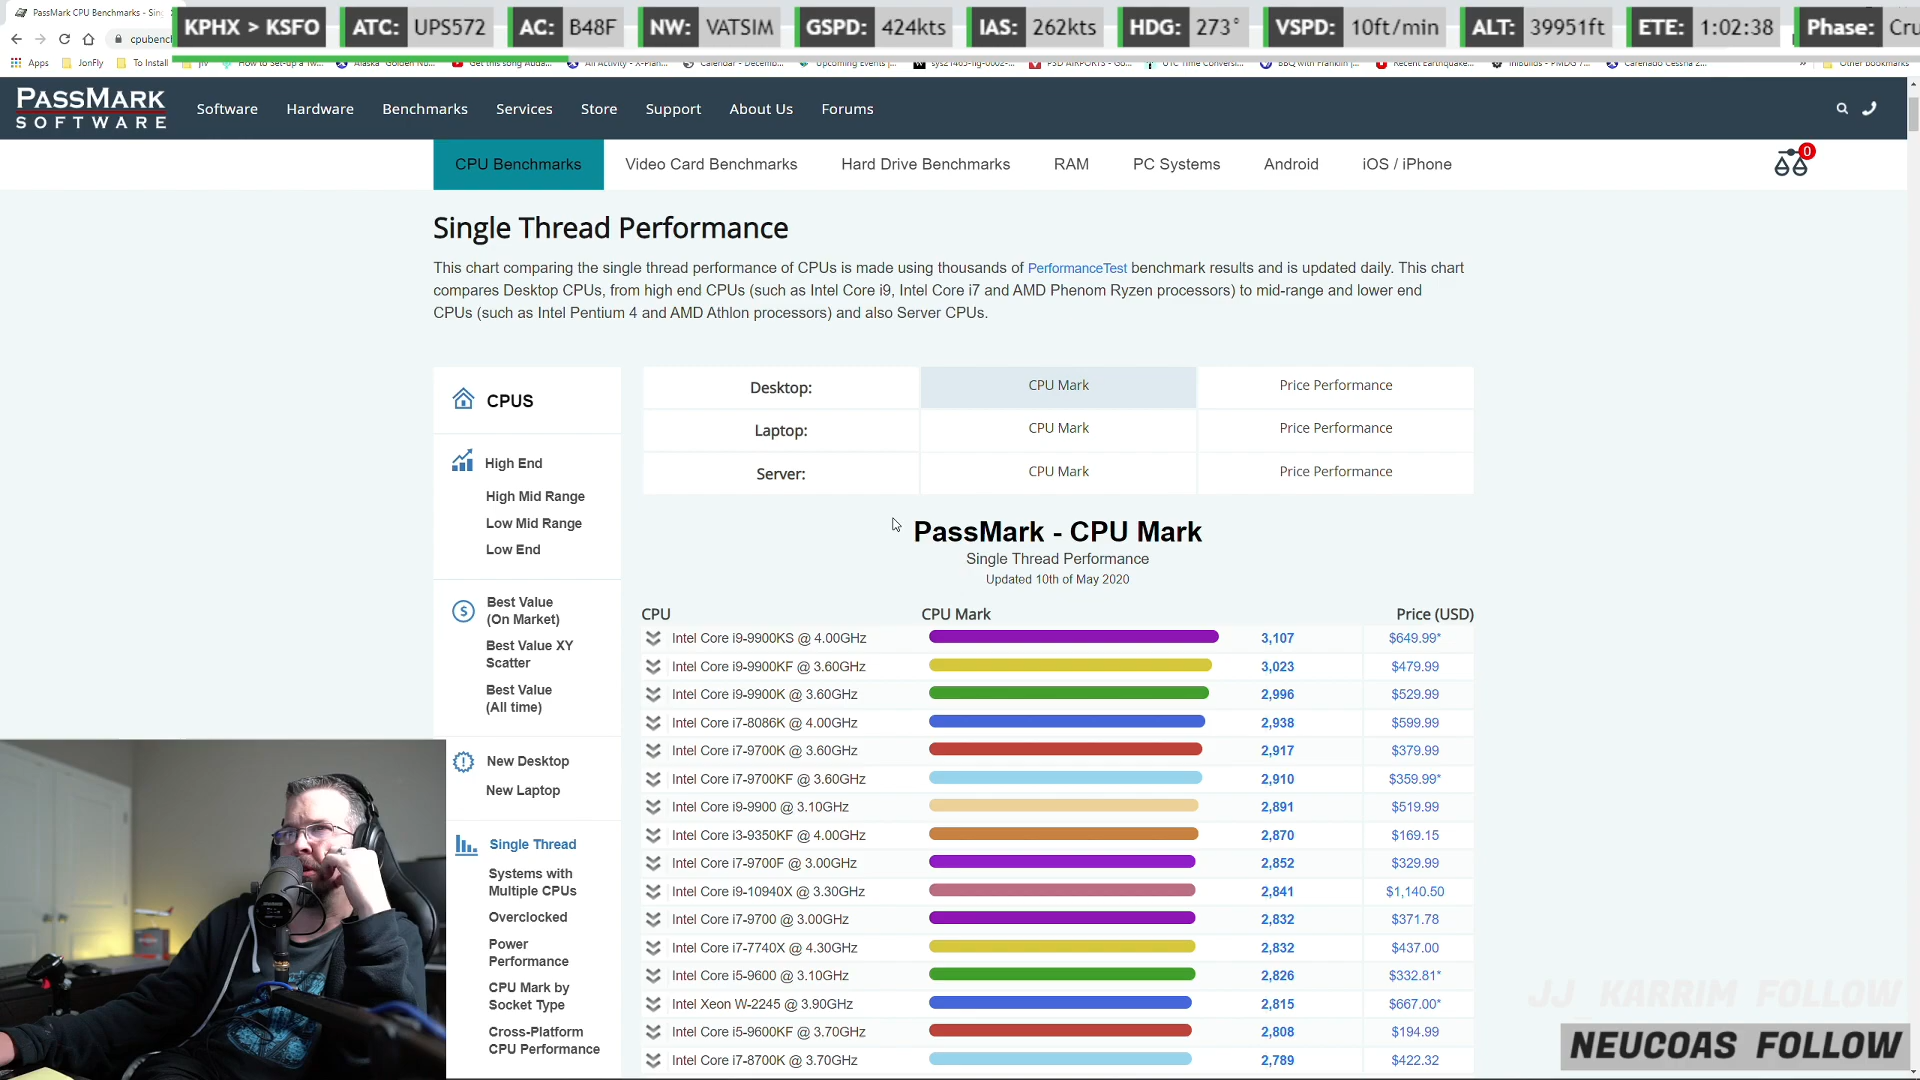 PassMark CPU Benchmarks - Sin
KPHX > KSFO ATC: UPS572 AC: B48F NW: VATSIM GSPD: 424kts IAS: 262kts HDG: 273° VSPD: 10ft/min ALT: 39951ft ETE: 1:02:38 Phase: Cru
cpubenc
Apps JonFly To Install
PASSMARK
SOFTWARE
Software Hardware Benchmarks Services Store Support About Us Forums
CPU Benchmarks Video Card Benchmarks Hard Drive Benchmarks RAM PC Systems Android iOS / iPhone 0
Single Thread Performance
This chart comparing the single thread performance of CPUs is made using thousands of PerformanceTest benchmark results and is updated daily. This chart
compares Desktop CPUs, from high end CPUs (such as Intel Core i9, Intel Core i7 and AMD Phenom Ryzen processors) to mid-range and lower end
CPUs (such as Intel Pentium 4 and AMD Athlon processors) and also Server CPUs.
CPUS
High End
High Mid Range
Low Mid Range
Low End
Best Value
(On Market)
Best Value XY
Scatter
Best Value
(All time)
New Desktop
New Laptop
Single Thread
Systems with
Multiple CPUs
Overclocked
Power
Performance
CPU Mark by
Socket Type
Cross-Platform
CPU Performance
Desktop: CPU Mark Price Performance
Laptop: CPU Mark Price Performance
Server: CPU Mark Price Performance
PassMark - CPU Mark
Single Thread Performance
Updated 10th of May 2020
CPU CPU Mark Price (USD)
Intel Core i9-9900KS @ 4.00GHz 3,107 $649.99*
Intel Core i9-9900KF @ 3.60GHz 3,023 $479.99
Intel Core i9-9900K @ 3.60GHz 2,996 $529.99
Intel Core i7-8086K @ 4.00GHz 2,938 $599.99
Intel Core i7-9700K @ 3.60GHz 2,917 $379.99
Intel Core i7-9700KF @ 3.60GHz 2,910 $359.99*
Intel Core i9-9900 @ 3.10GHz 2,891 $519.99
Intel Core i3-9350KF @ 4.00GHz 2,870 $169.15
Intel Core i7-9700F @ 3.00GHz 2,852 $329.99
Intel Core i9-10940X @ 3.30GHz 2,841 $1,140.50
Intel Core i7-9700 @ 3.00GHz 2,832 $371.78
Intel Core i7-7740X @ 4.30GHz 2,832 $437.00
Intel Core i5-9600 @ 3.10GHz 2,826 $332.81*
Intel Xeon W-2245 @ 3.90GHz 2,815 $667.00*
Intel Core i5-9600KF @ 3.70GHz 2,808 $194.99
Intel Core i7-8700K @ 3.70GHz 2,789 $422.32
JJ_KARRIM FOLLOW
NEUCOAS FOLLOW